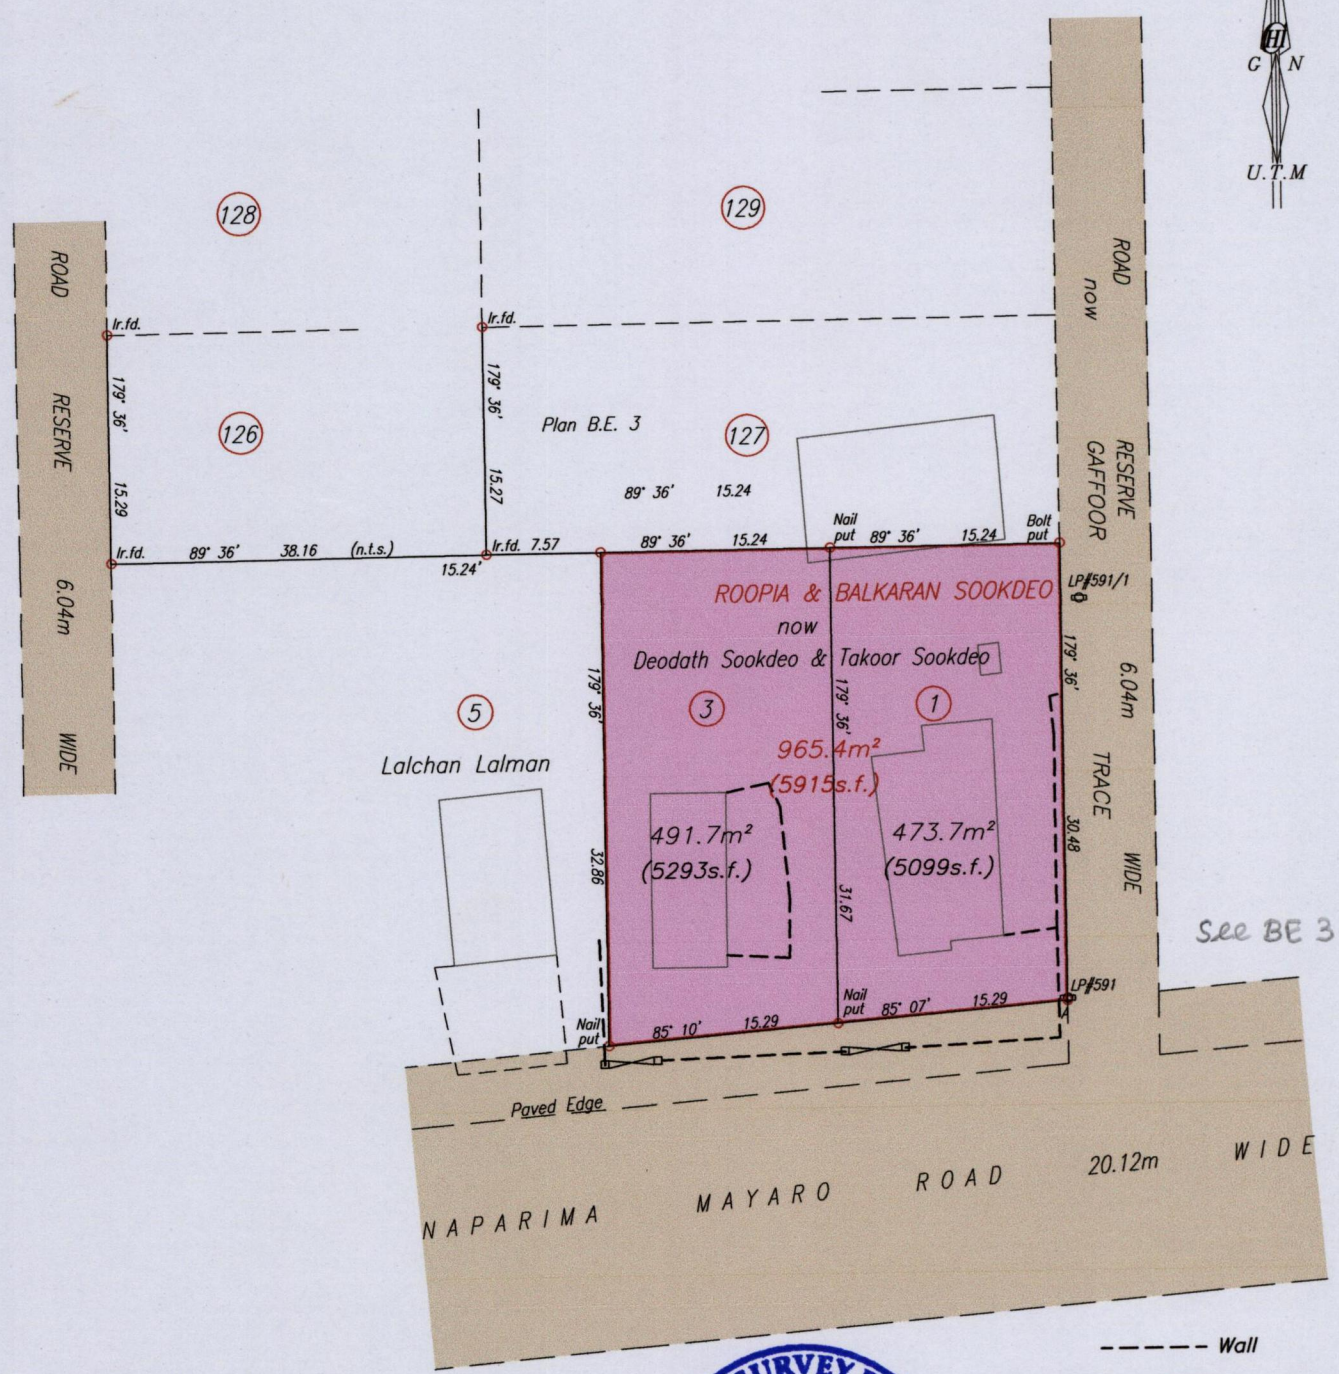 HI
G N
U.T.M
128
129
ROAD RESERVE 6.04m WIDE
ROAD RESERVE 6.04m WIDE
now GAFFOOR TRACE
Ir.fd.
Ir.fd.
179° 36' 15.29
179° 36' 15.27
126
Plan B.E. 3
127
89° 36' 15.24
Ir.fd. 89° 36' 38.16 (n.t.s.)
Ir.fd. 7.57
15.24'
89° 36' 15.24
Nail put
89° 36' 15.24
Bolt put
LP#591/1
ROOPIA & BALKARAN SOOKDEO
now
Deodath Sookdeo & Takoor Sookdeo
5
Lalchan Lalman
3
1
179° 36' 32.86
179° 36' 31.67
179° 36' 30.48
965.4m²
(5915s.f.)
491.7m²
(5293s.f.)
473.7m²
(5099s.f.)
See BE 3
Nail put
85° 10' 15.29
Nail put
85° 07' 15.29
LP#591
Paved Edge
NAPARIMA MAYARO ROAD 20.12m WIDE
Wall